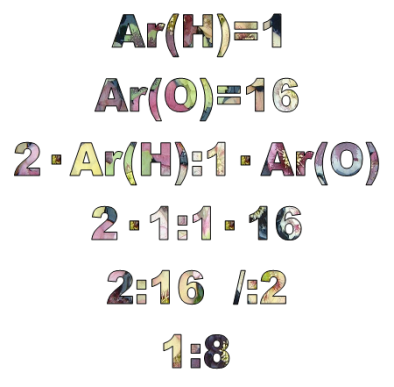 Ar(H)=1
Ar(O)=16
2 · Ar(H):1 · Ar(O)
2 · 1:1 · 16
2:16 /:2
1:8